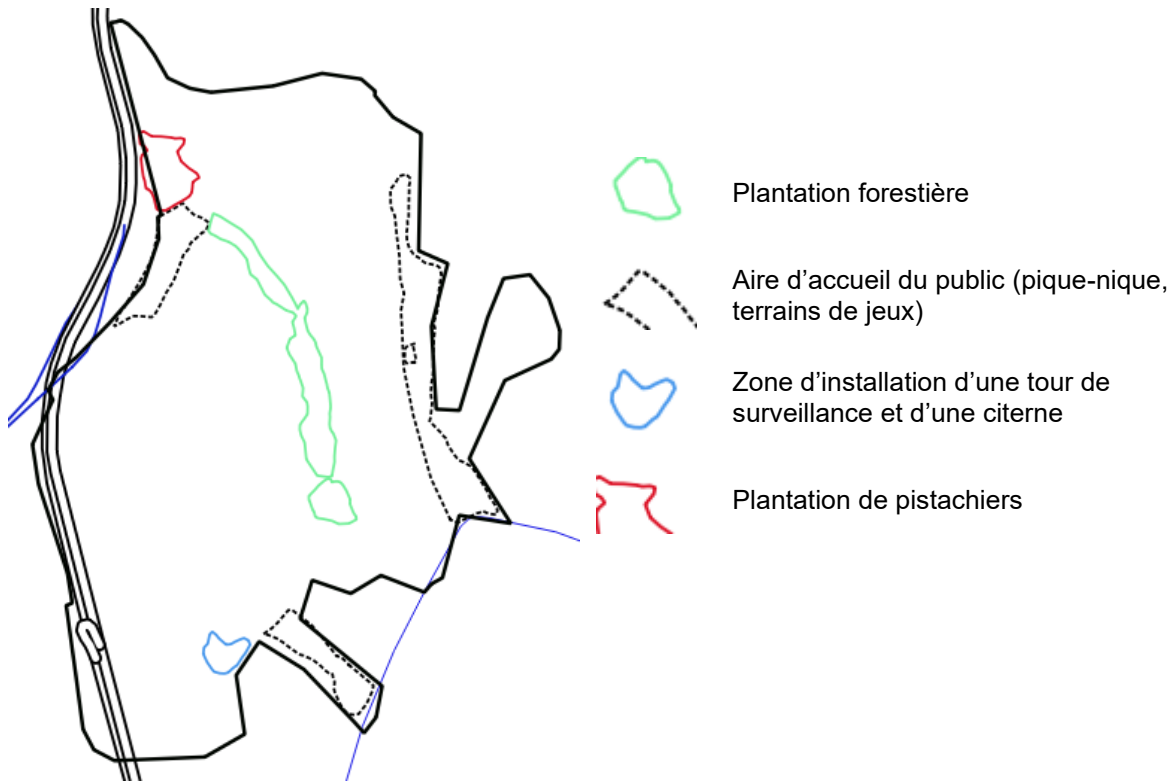 Plantation forestière
Aire d’accueil du public (pique-nique,
terrains de jeux)
Zone d’installation d’une tour de
surveillance et d’une citerne
Plantation de pistachiers